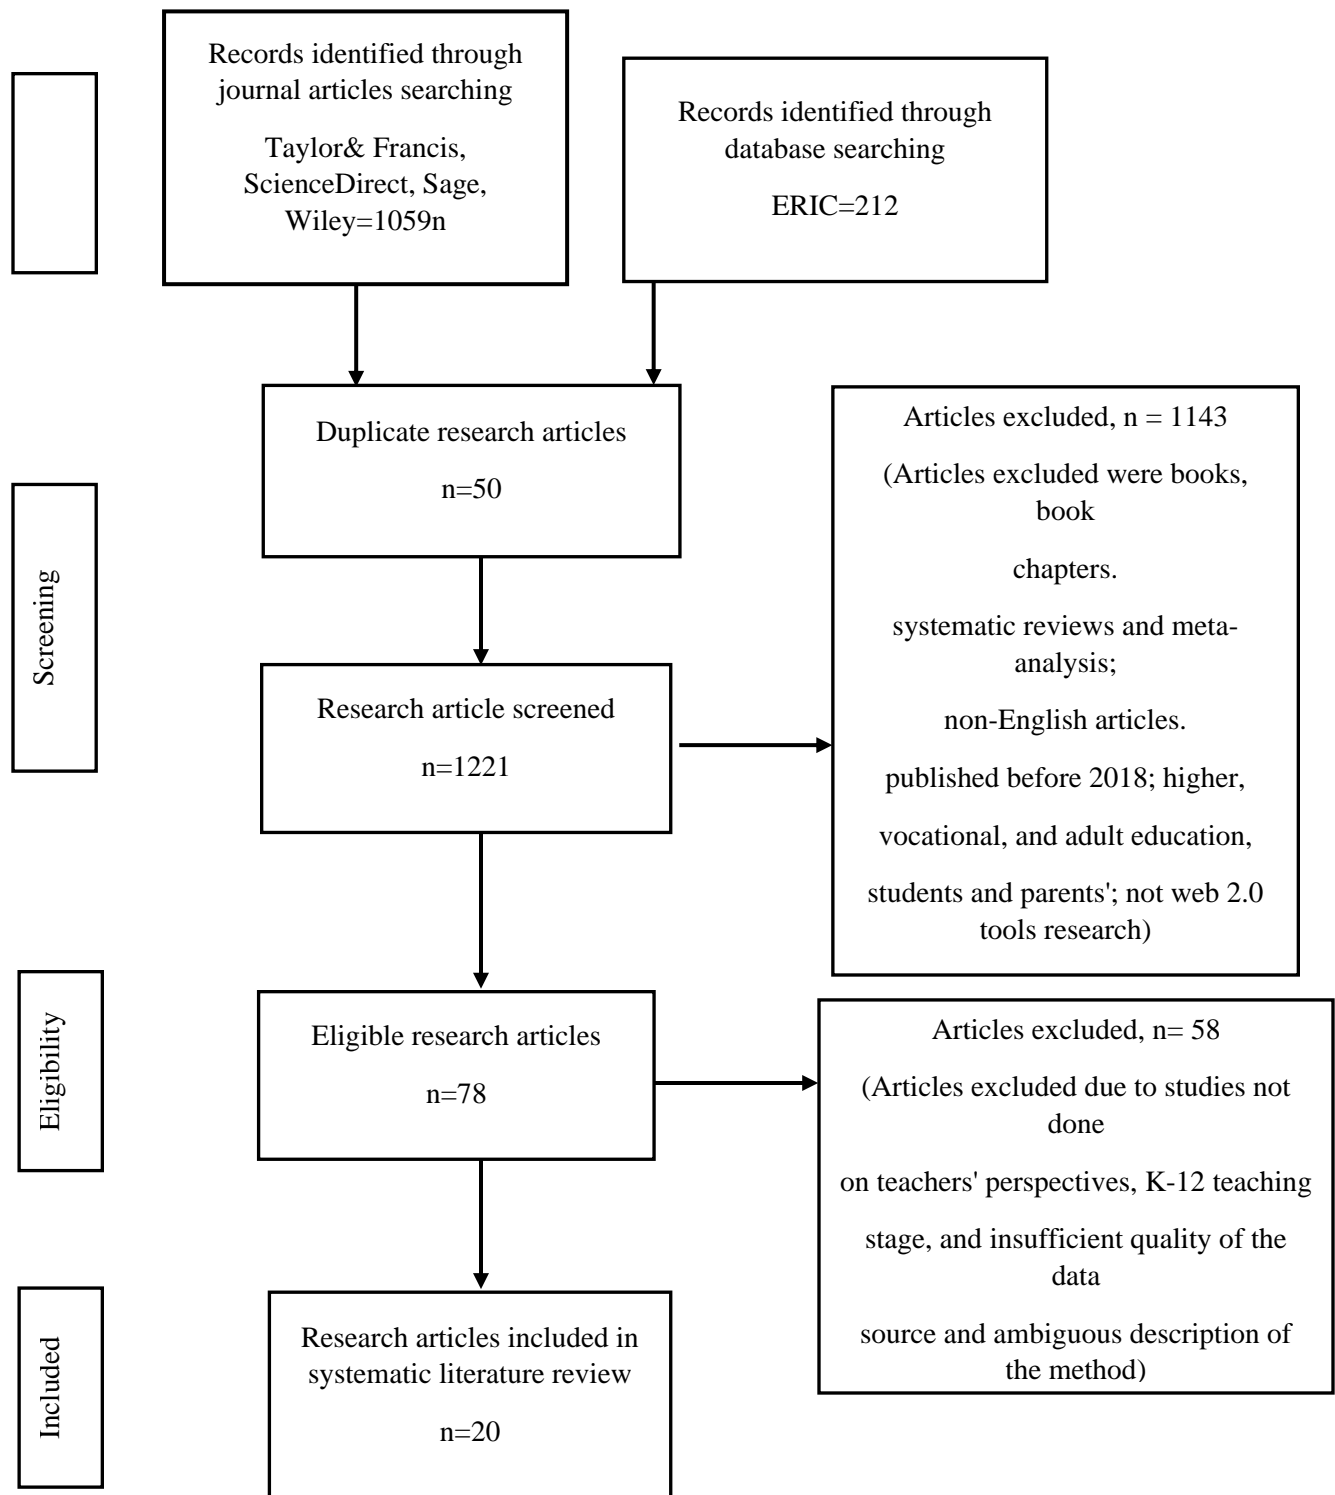 Records identified through
journal articles searching
Taylor& Francis,
ScienceDirect, Sage,
Wiley=1059n
Records identified through
database searching
ERIC=212
Duplicate research articles
n=50
Articles excluded, n = 1143
(Articles excluded were books,
book
chapters.
systematic reviews and meta-
analysis;
non-English articles.
published before 2018; higher,
vocational, and adult education,
students and parents'; not web 2.0
tools research)
Screening
Research article screened
n=1221
Eligibility
Eligible research articles
n=78
Articles excluded, n= 58
(Articles excluded due to studies not
done
on teachers' perspectives, K-12 teaching
stage, and insufficient quality of the
data
source and ambiguous description of
the method)
Included
Research articles included in
systematic literature review
n=20